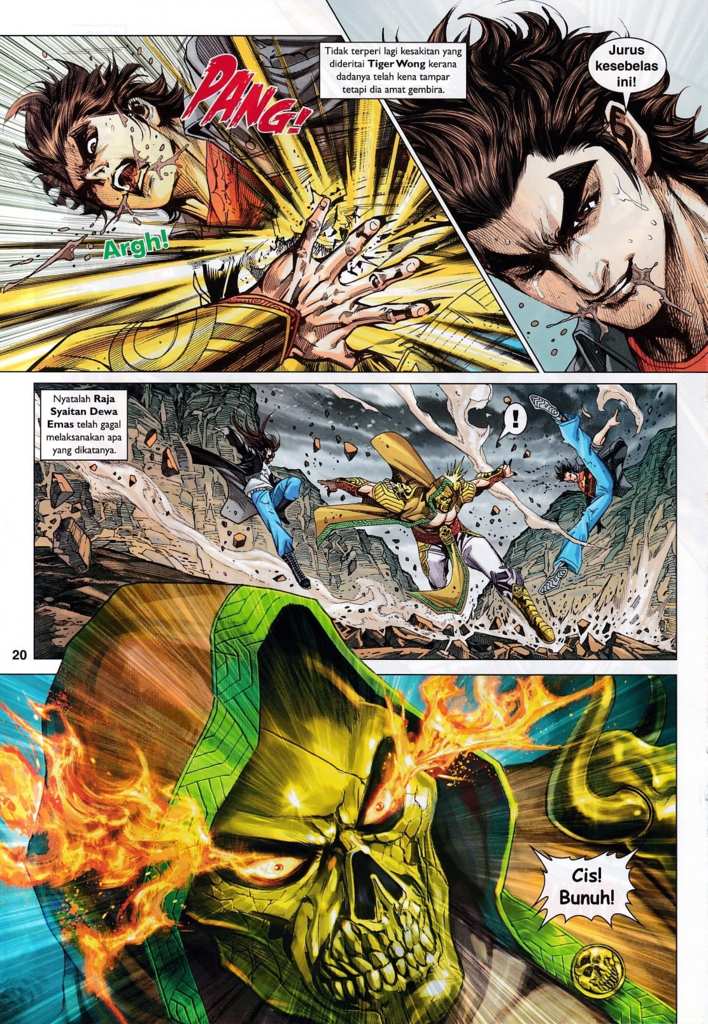 Tidak terperi lagi kesakitan yang
dideritai Tiger Wong kerana
dadanya telah kena tampar
tetapi dia amat gembira.
Jurus
kesebelas
ini!
PANG!
Argh!
Nyatalah Raja
Syaitan Dewa
Emas telah gagal
melaksanakan apa
yang dikatanya.
!
20
Cis!
Bunuh!